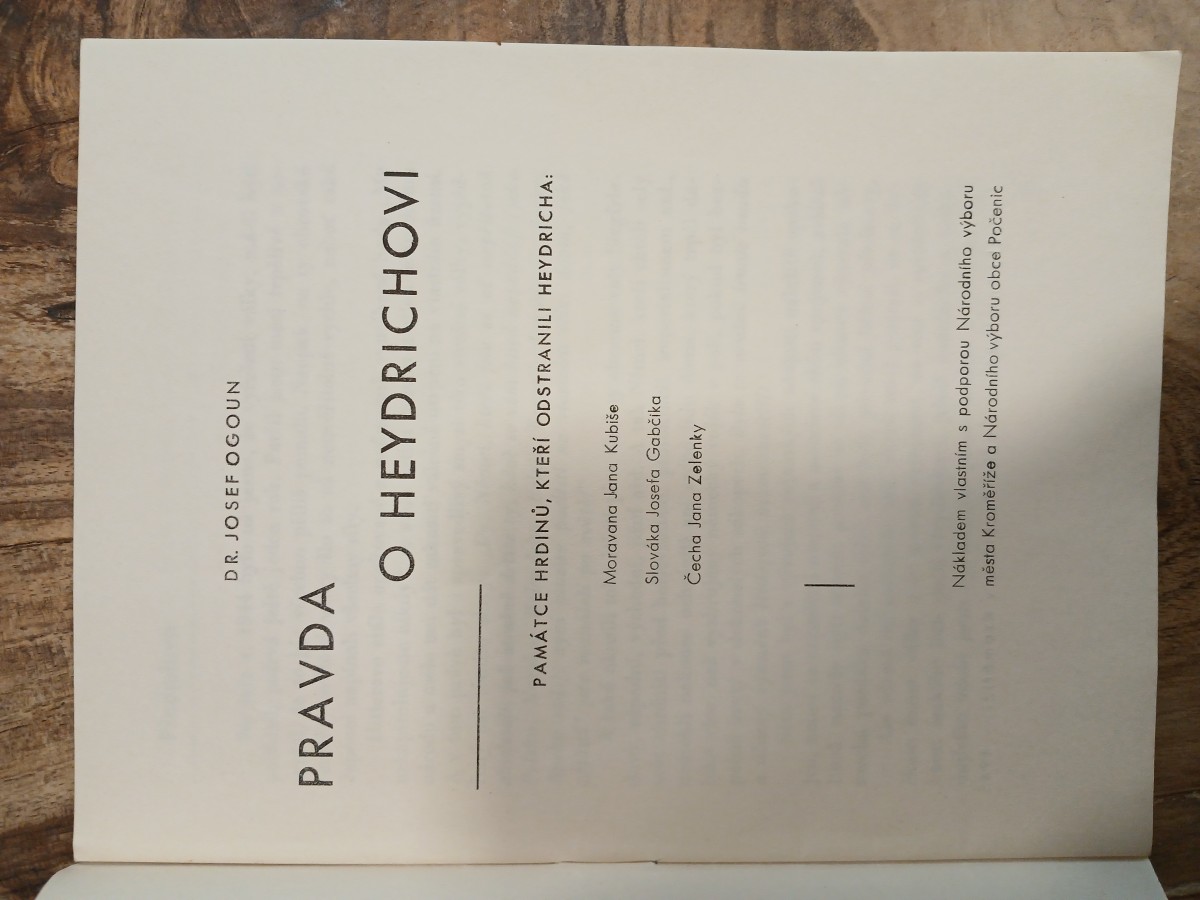 DR. JOSEF OGOUN
PRAVDA
O HEYDRICHOVI
PAMÁTCE HRDINŮ, KTEŘÍ ODSTRANILI HEYDRICHA:
Moravana Jana Kubiše
Slováka Josefa Gabčíka
Čecha Jana Zelenky
Nákladem vlastním s podporou Národního výboru
města Kroměříže a Národního výboru obce Počenic